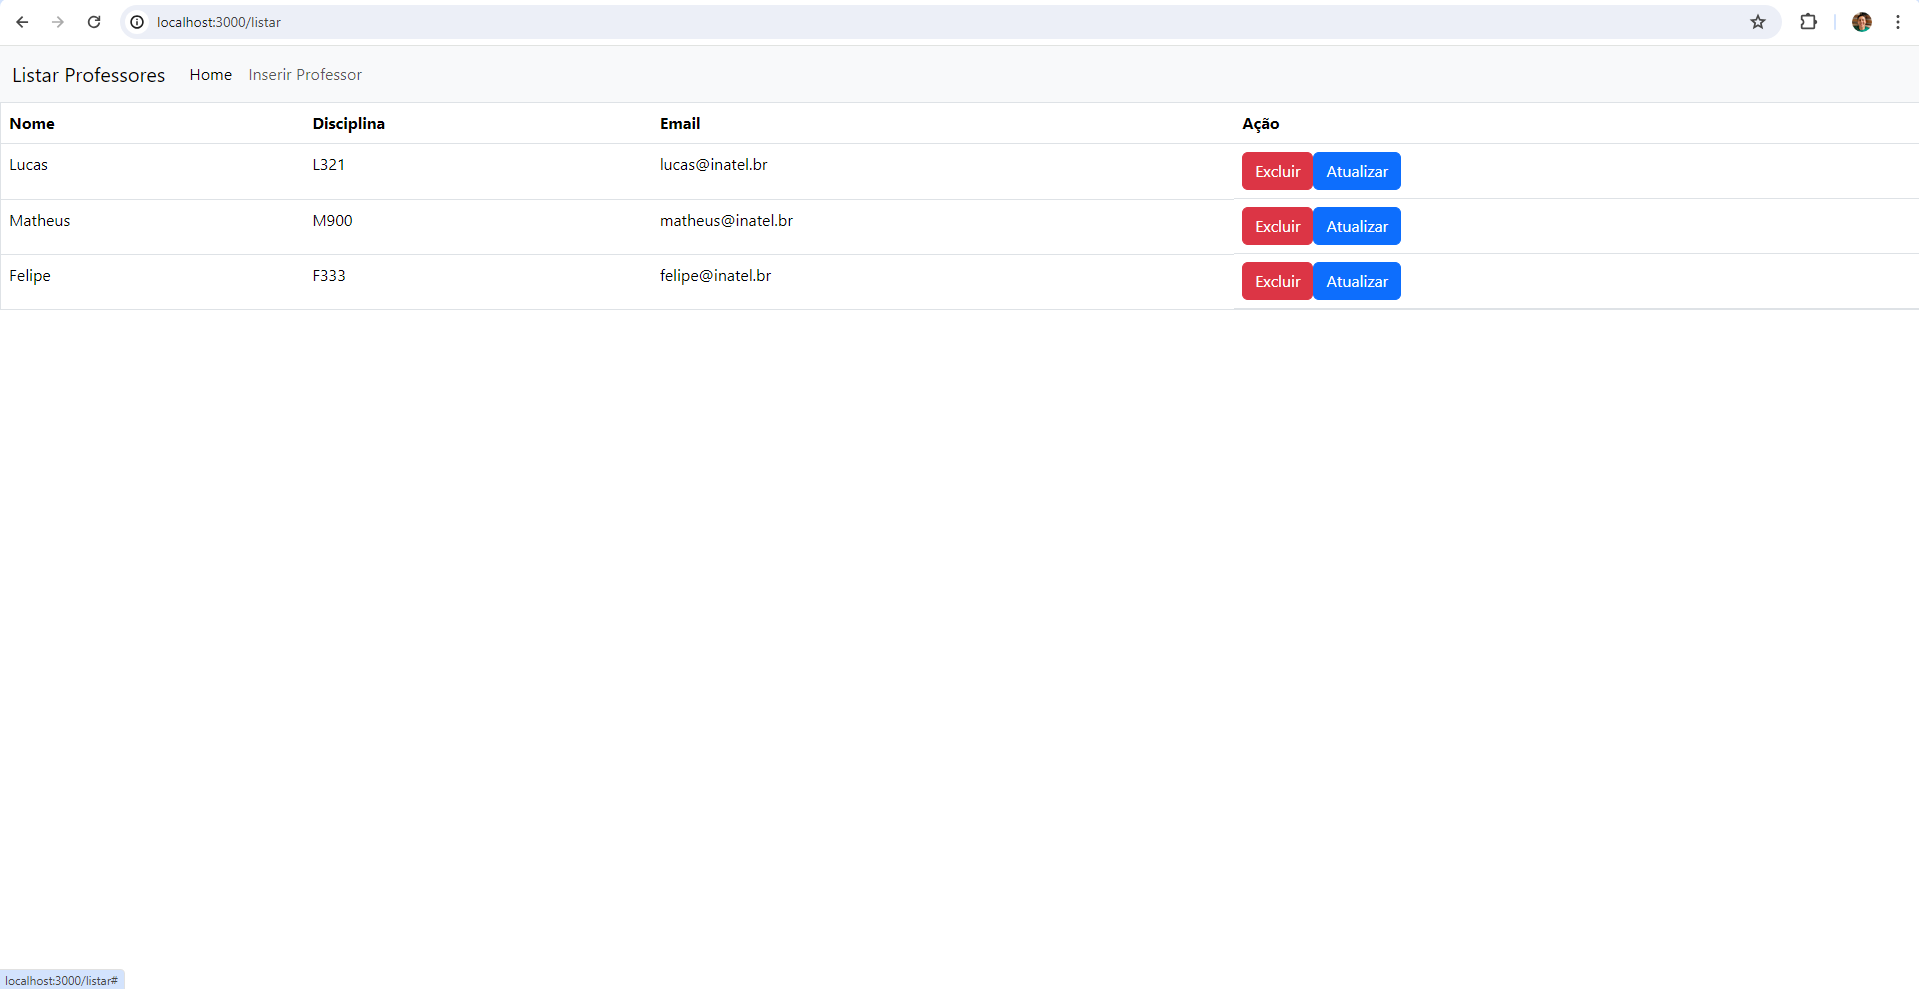 localhost:3000/listar
Listar Professores Home Inserir Professor
Nome Disciplina Email Ação
Lucas L321 lucas@inatel.br Excluir Atualizar
Matheus M900 matheus@inatel.br Excluir Atualizar
Felipe F333 felipe@inatel.br Excluir Atualizar
localhost:3000/listar#